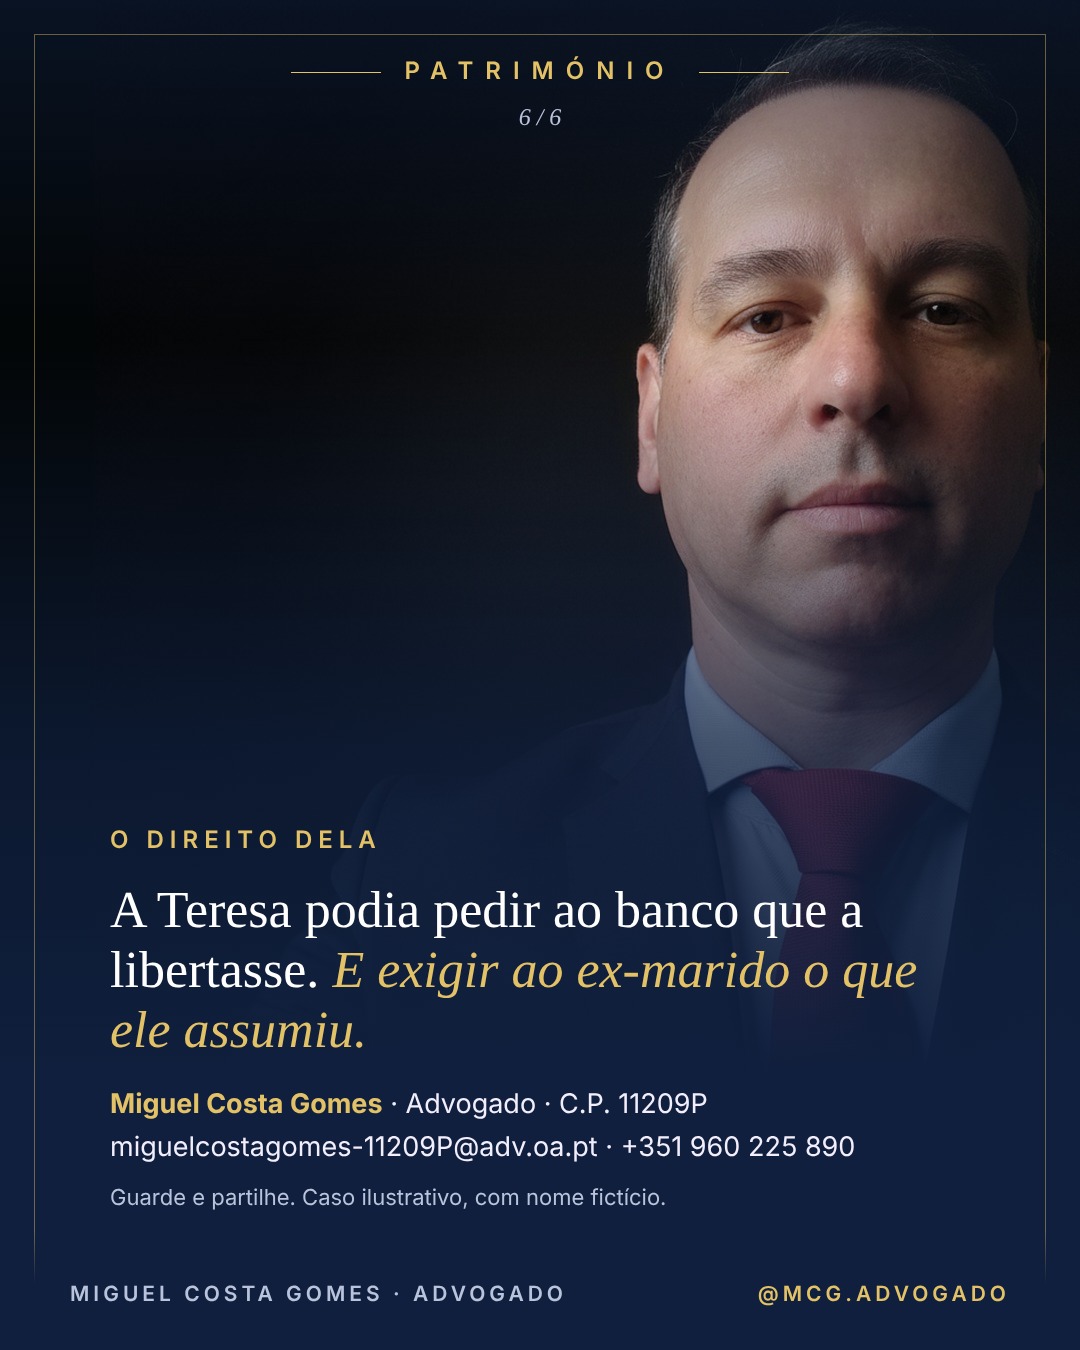 PATRIMÓNIO
6 / 6
O DIREITO DELA
A Teresa podia pedir ao banco que a
libertasse. E exigir ao ex-marido o que
ele assumiu.
Miguel Costa Gomes · Advogado · C.P. 11209P
miguelcostagomes-11209P@adv.oa.pt · +351 960 225 890
Guarde e partilhe. Caso ilustrativo, com nome fictício.
MIGUEL COSTA GOMES · ADVOGADO
@MCG.ADVOGADO